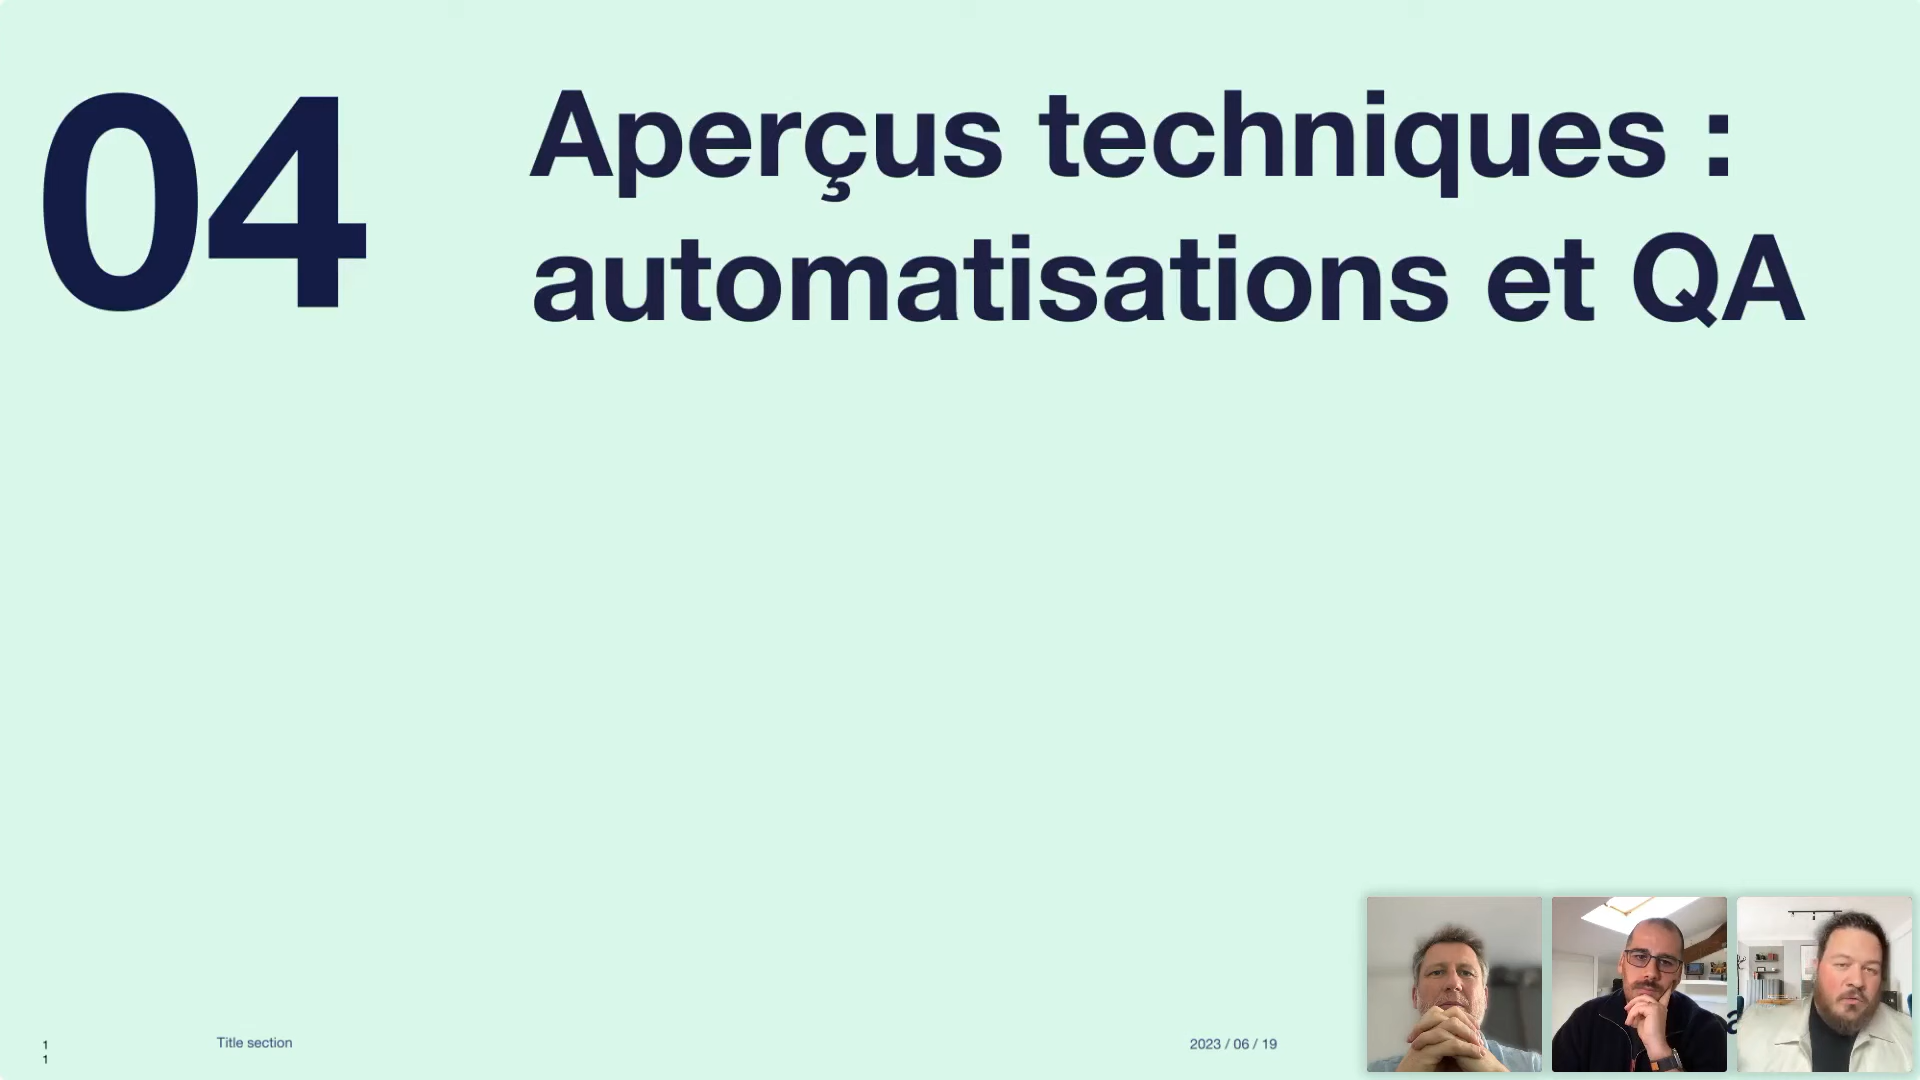 04
Aperçus techniques :
automatisations et QA
1
1
Title section
2023 / 06 / 19